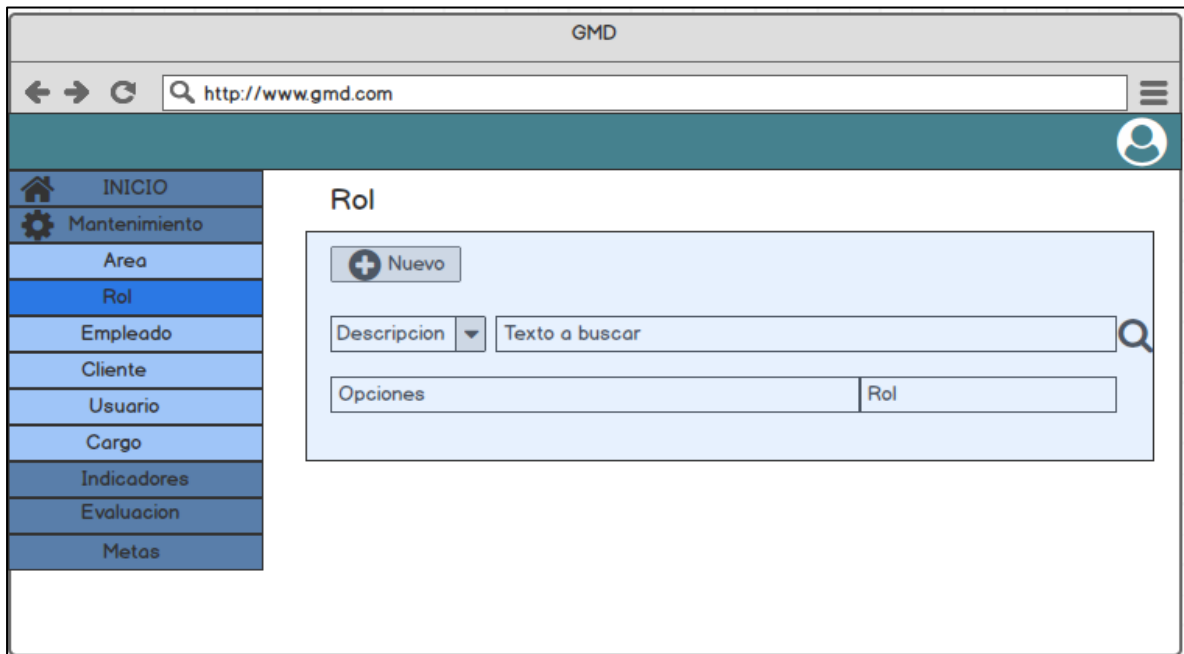 GMD
http://www.gmd.com
INICIO
Mantenimiento
Area
Rol
Empleado
Cliente
Usuario
Cargo
Indicadores
Evaluacion
Metas
Rol
Nuevo
Descripcion Texto a buscar
Opciones Rol